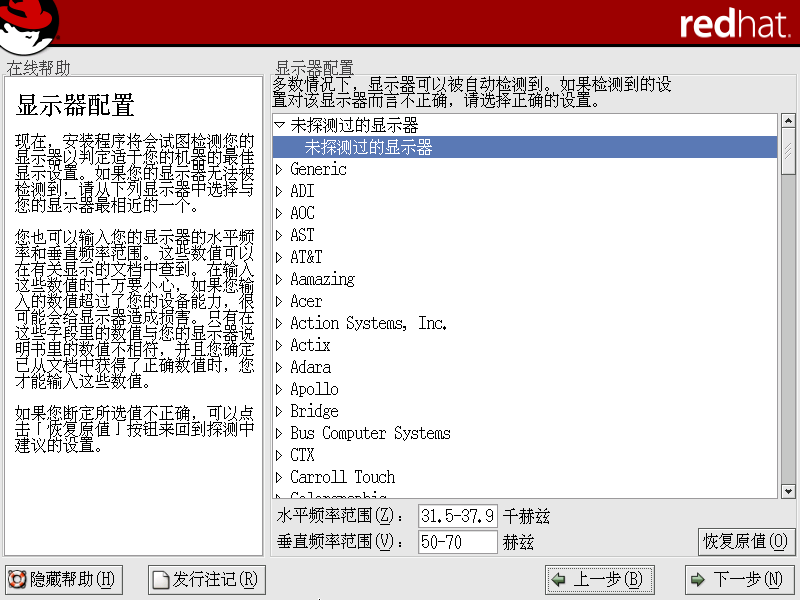 redhat.
在线帮助
显示器配置
现在，安装程序将会试图检测您的
显示器以判定适于您的机器的最佳
显示设置。如果您的显示器无法被
检测到，请从下列显示器中选择与
您的显示器最相近的一个。
您也可以输入您的显示器的水平频
率和垂直频率范围。这些数值可以
在有关显示的文档中查到。在输入
这些数值时千万要小心，如果您输
入的数值超过了您的设备能力，很
可能会给显示器造成损害。只有在
这些字段里的数值与您的显示器说
明书里的数值不相符，并且您确定
已从文档中获得了正确数值时，您
才能输入这些数值。
如果您断定所选值不正确，可以点
击「恢复原值」按钮来回到探测中
建议的设置。
显示器配置
多数情况下，显示器可以被自动检测到。如果检测到的设
置对该显示器而言不正确，请选择正确的设置。
未探测过的显示器
未探测过的显示器
Generic
ADI
AOC
AST
AT&T
Aamazing
Acer
Action Systems, Inc.
Actix
Adara
Apollo
Bridge
Bus Computer Systems
CTX
Carroll Touch
水平频率范围(Z)： 31.5-37.9 千赫兹
垂直频率范围(V)： 50-70 赫兹
恢复原值(O)
隐藏帮助(H) 发行注记(R) 上一步(B) 下一步(N)